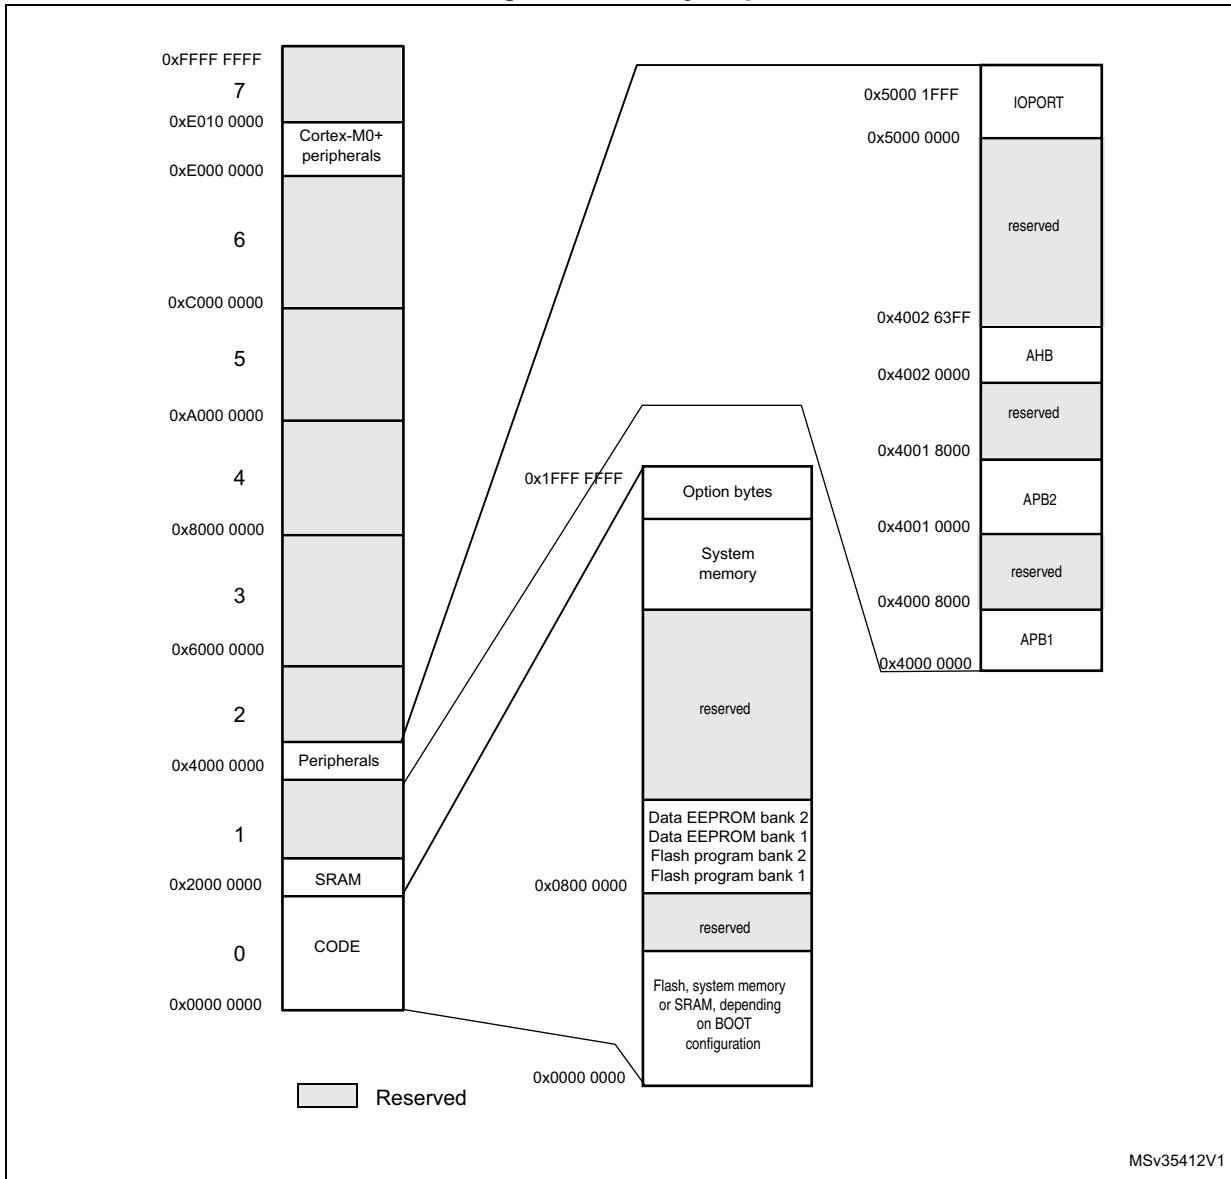 0xFFFF FFFF
7
0xE010 0000
Cortex-M0+
peripherals
0xE000 0000
6
0xC000 0000
5
0xA000 0000
4
0x8000 0000
3
0x6000 0000
2
Peripherals
0x4000 0000
1
SRAM
0x2000 0000
CODE
0
0x0000 0000
Reserved
0x1FFF FFFF
Option bytes
System
memory
reserved
Data EEPROM bank 2
Data EEPROM bank 1
Flash program bank 2
Flash program bank 1
0x0800 0000
reserved
Flash, system memory
or SRAM, depending
on BOOT
configuration
0x0000 0000
0x5000 1FFF
IOPORT
0x5000 0000
reserved
0x4002 63FF
AHB
0x4002 0000
reserved
0x4001 8000
APB2
0x4001 0000
reserved
0x4000 8000
APB1
0x4000 0000
MSv35412V1